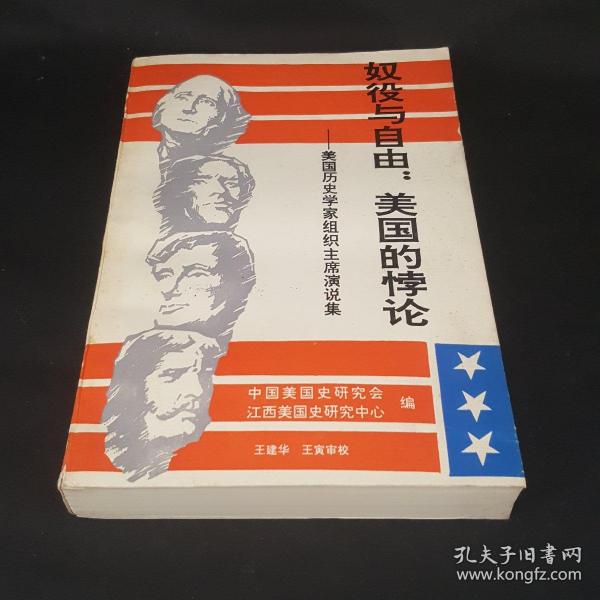 奴役与自由：美国的悖论
——美国历史学家组织主席演说集
中国美国史研究会
江西美国史研究中心
编
王建华 王寅审校
孔夫子旧书网
www.kongfz.com